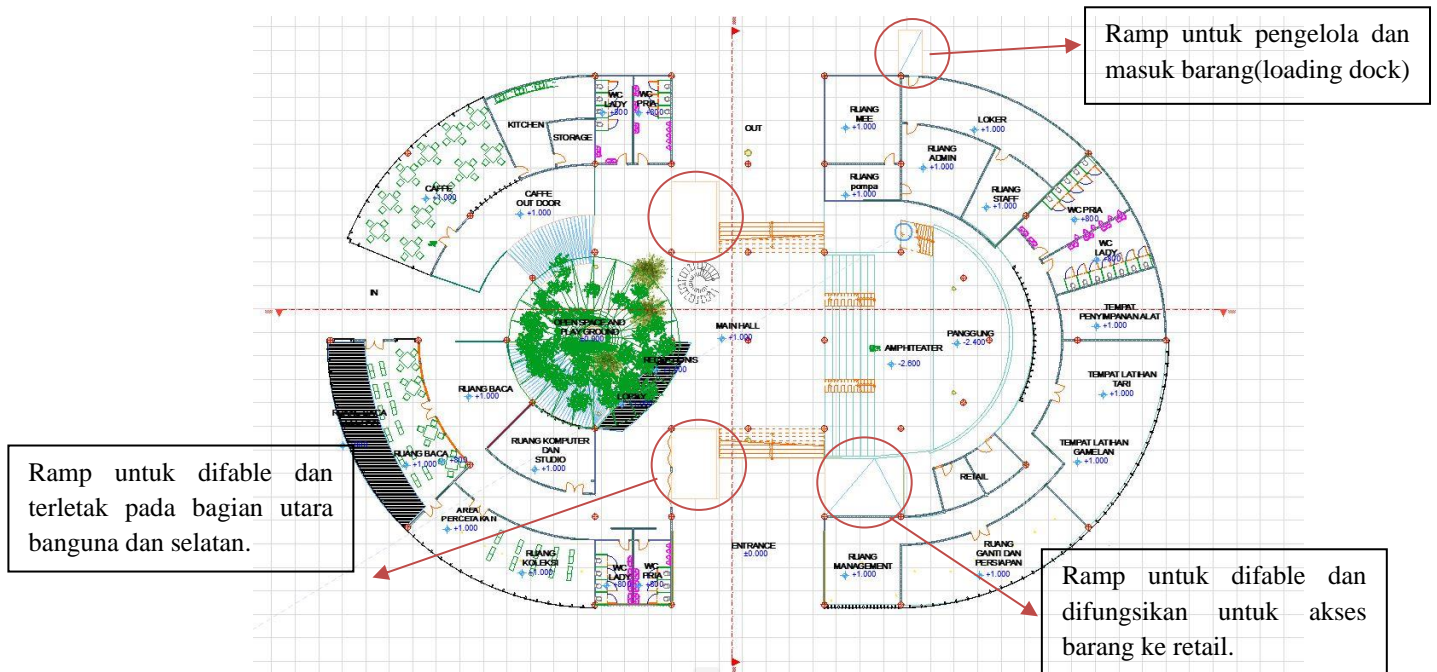 Ramp untuk pengelola dan
masuk barang(loading dock)
WC
LADY
+800
WC
PRIA
+800
KITCHEN
STORAGE
OUT
RUANG
MEE
+1.000
LOKER
+1.000
RUANG
ADMIN
+1.000
RUANG
pompa
+1.000
RUANG
STAFF
+1.000
CAFFE
+1.000
CAFFE
OUT DOOR
+1.000
WC PRIA
+800
WC
LADY
IN
OPEN SPACE AND
PLAY GROUND
MAIN HALL
+1.000
PANGGUNG
-2.400
AMPHITEATER
-2.600
TEMPAT
PENYIMPANAN ALAT
+1.000
TEMPAT LATIHAN
TARI
+1.000
RUANG BACA
+1.000
RUANG BACA
+1.000
RUANG KOMPUTER
DAN
STUDIO
+1.000
TEMPAT LATIHAN
GAMELAN
+1.000
RETAIL
AREA
PERCETAKAN
+1.000
RUANG
KOLEKSI
+1.000
WC
LADY
+800
WC
PRIA
+800
ENTRANCE
±0.000
RUANG
MANAGEMENT
+1.000
RUANG
GANTI DAN
PERSIAPAN
+1.000
Ramp untuk difable dan
terletak pada bagian utara
banguna dan selatan.
Ramp untuk difable dan
difungsikan untuk akses
barang ke retail.